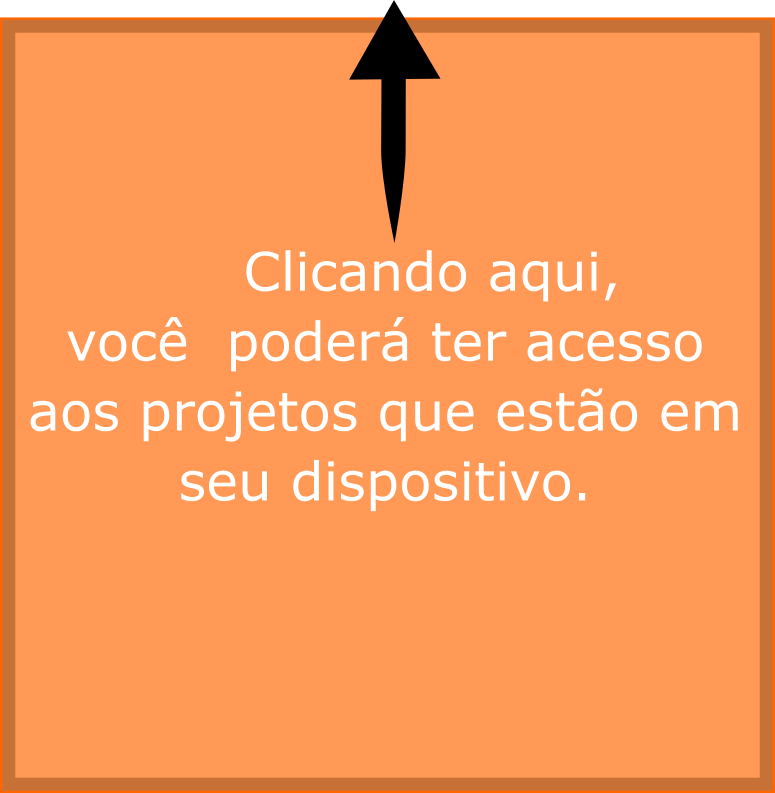 Clicando aqui,
você poderá ter acesso
aos projetos que estão em
seu dispositivo.